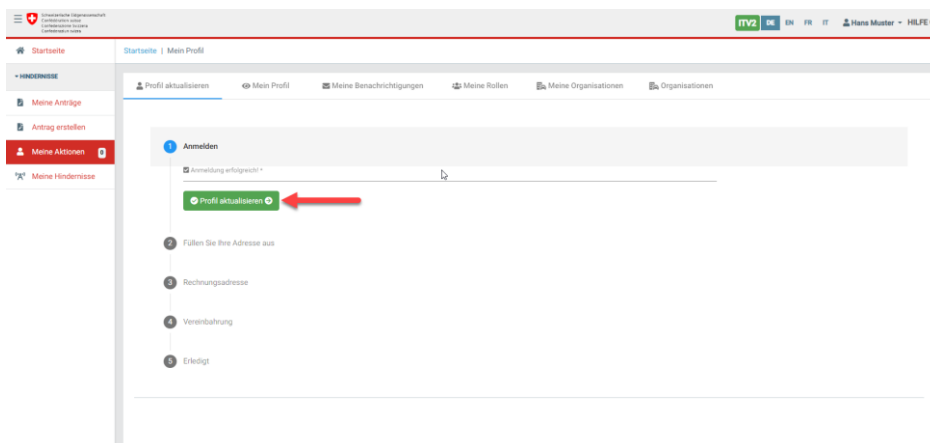 Schweizerische Eidgenossenschaft
Confédération suisse
Confederazione Svizzera
Confederaziun svizra
ITV2 DE EN FR IT Hans Muster HILFE
Startseite
Startseite | Mein Profil
HINDERNISSE
Profil aktualisieren Mein Profil Meine Benachrichtigungen Meine Rollen Meine Organisationen Organisationen
Meine Anträge
Antrag erstellen
Meine Aktionen 0
Meine Hindernisse
1 Anmelden
Anmeldung erfolgreich! *
Profil aktualisieren
2 Füllen Sie Ihre Adresse aus
3 Rechnungsadresse
4 Vereinbahrung
5 Erledigt